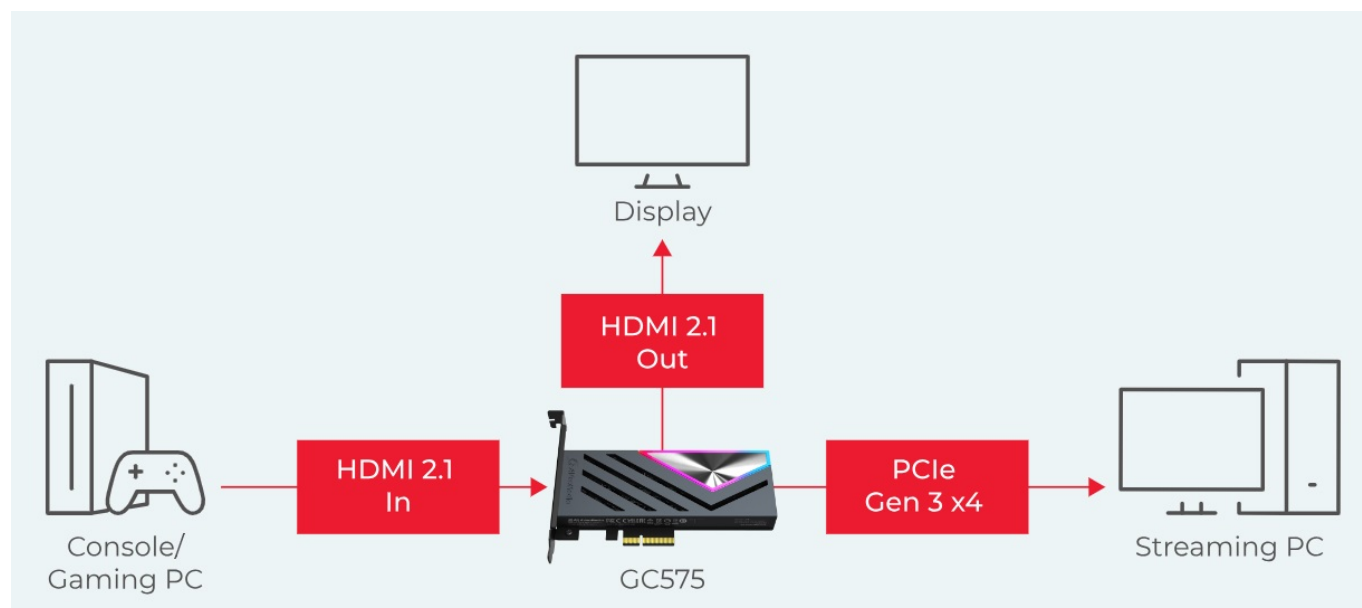 Display
HDMI 2.1
Out
HDMI 2.1
In
PCIe
Gen 3 x4
Console/
Gaming PC
GC575
Streaming PC